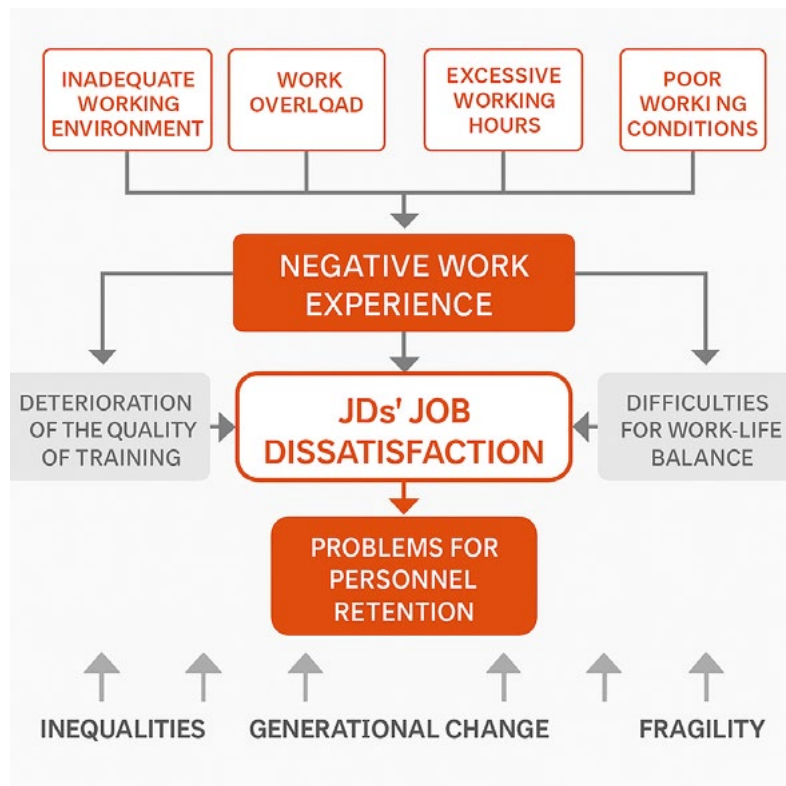 INADEQUATE
WORKING
ENVIRONMENT
WORK
OVERLQAD
EXCESSIVE
WORKING
HOURS
POOR
WORKI NG
CONDITIONS
NEGATIVE WORK
EXPERIENCE
DETERIORATION
OF THE QUALITY
OF TRAINING
JDs' JOB
DISSATISFACTION
DIFFICULTIES
FOR WORK-LIFE
BALANCE
PROBLEMS FOR
PERSONNEL
RETENTION
INEQUALITIES
GENERATIONAL CHANGE
FRAGILITY